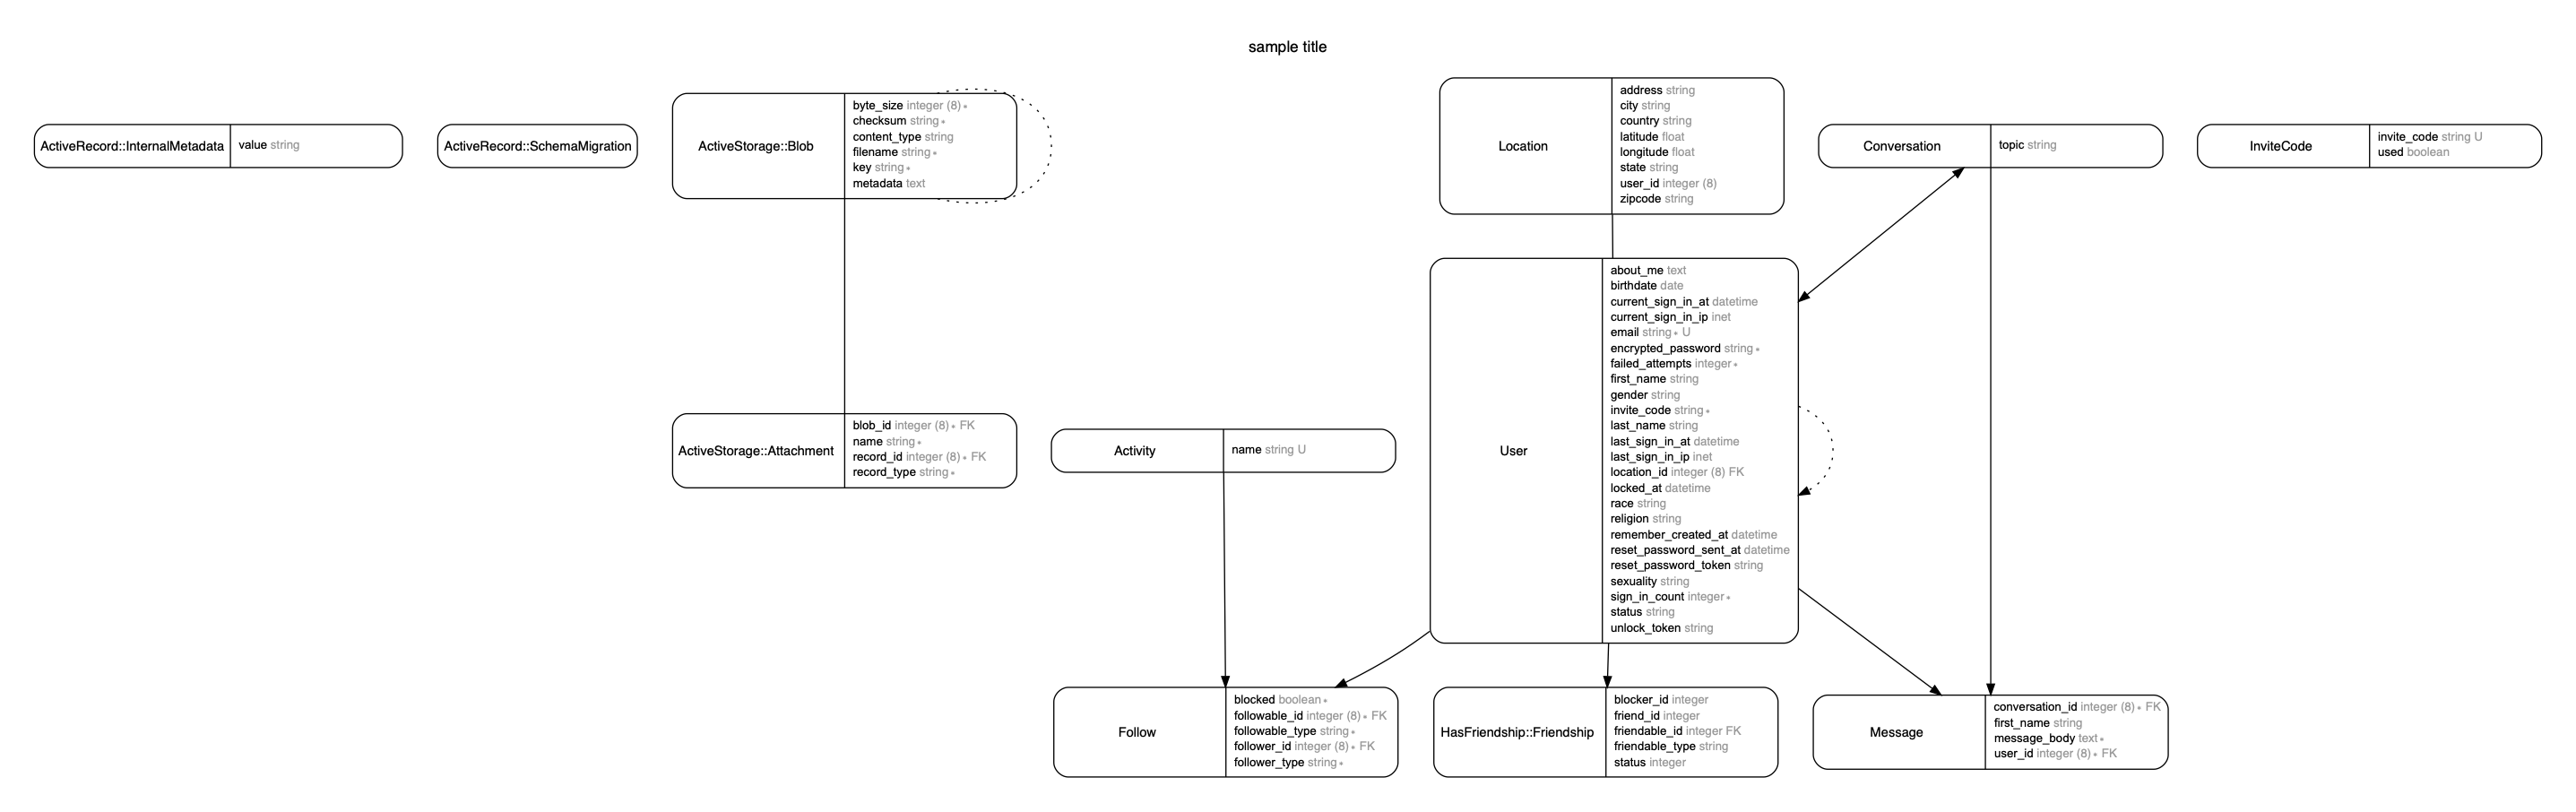 sample title
ActiveRecord::InternalMetadata
value string
ActiveRecord::SchemaMigration
ActiveStorage::Blob
byte_size integer (8) *
checksum string *
content_type string
filename string *
key string *
metadata text
Location
address string
city string
country string
latitude float
longitude float
state string
user_id integer (8)
zipcode string
Conversation
topic string
InviteCode
invite_code string U
used boolean
ActiveStorage::Attachment
blob_id integer (8) * FK
name string *
record_id integer (8) * FK
record_type string *
Activity
name string U
User
about_me text
birthdate date
current_sign_in_at datetime
current_sign_in_ip inet
email string * U
encrypted_password string *
failed_attempts integer *
first_name string
gender string
invite_code string *
last_name string
last_sign_in_at datetime
last_sign_in_ip inet
location_id integer (8) FK
locked_at datetime
race string
religion string
remember_created_at datetime
reset_password_sent_at datetime
reset_password_token string
sexuality string
sign_in_count integer *
status string
unlock_token string
Follow
blocked boolean *
followable_id integer (8) * FK
followable_type string *
follower_id integer (8) * FK
follower_type string *
HasFriendship::Friendship
blocker_id integer
friend_id integer
friendable_id integer FK
friendable_type string
status integer
Message
conversation_id integer (8) * FK
first_name string
message_body text *
user_id integer (8) * FK